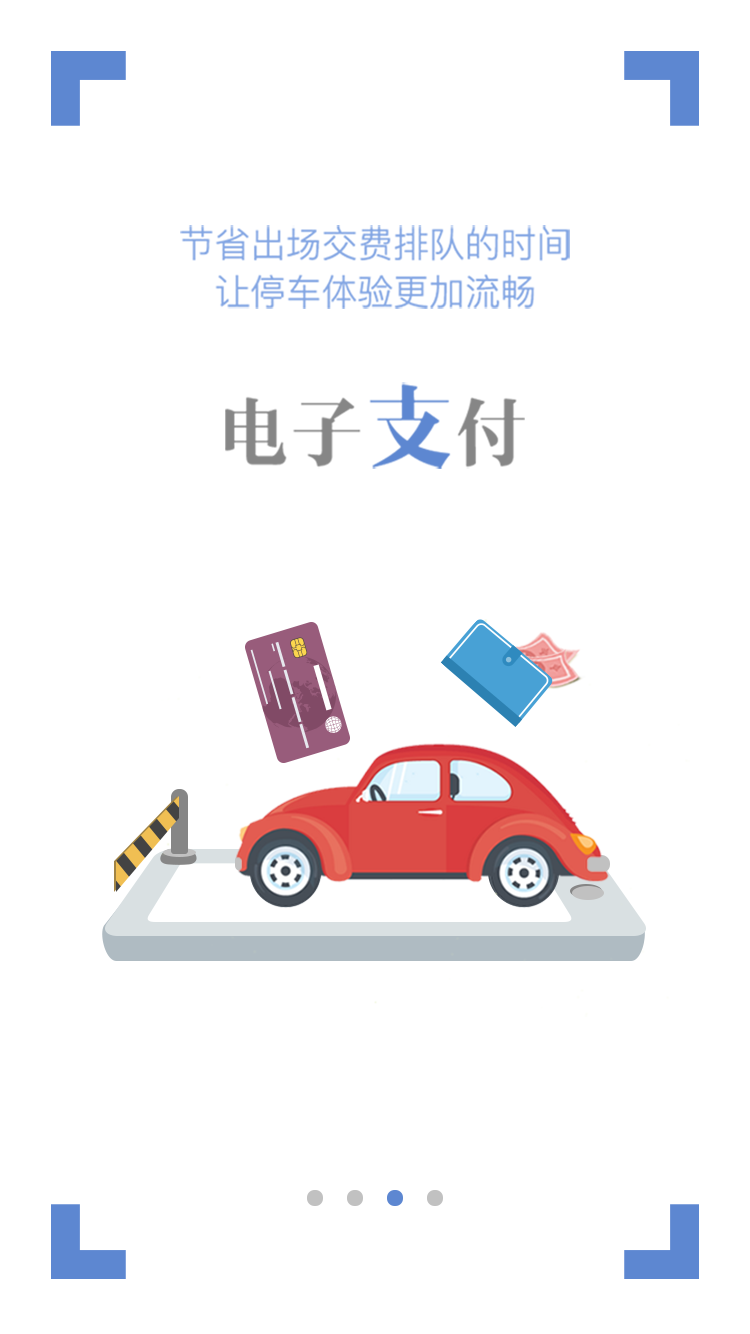 节省出场交费排队的时间
让停车体验更加流畅
电子支付